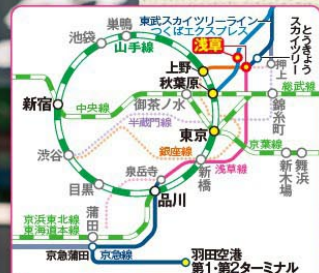 東武スカイツリーライン
つくばエクスプレス
とうきょう
スカイツリー
巣鴨
池袋
山手線
浅草
上野
押上
秋葉原
新宿
御茶ノ水
総武線
中央線
錦糸町
半蔵門線
東京
銀座線
京葉線
渋谷
泉岳寺
新橋
浅草線
新木場
舞浜
目黒
品川
京浜東北線
東海道本線
蒲田
京急蒲田
京急線
羽田空港
第1・第2ターミナル